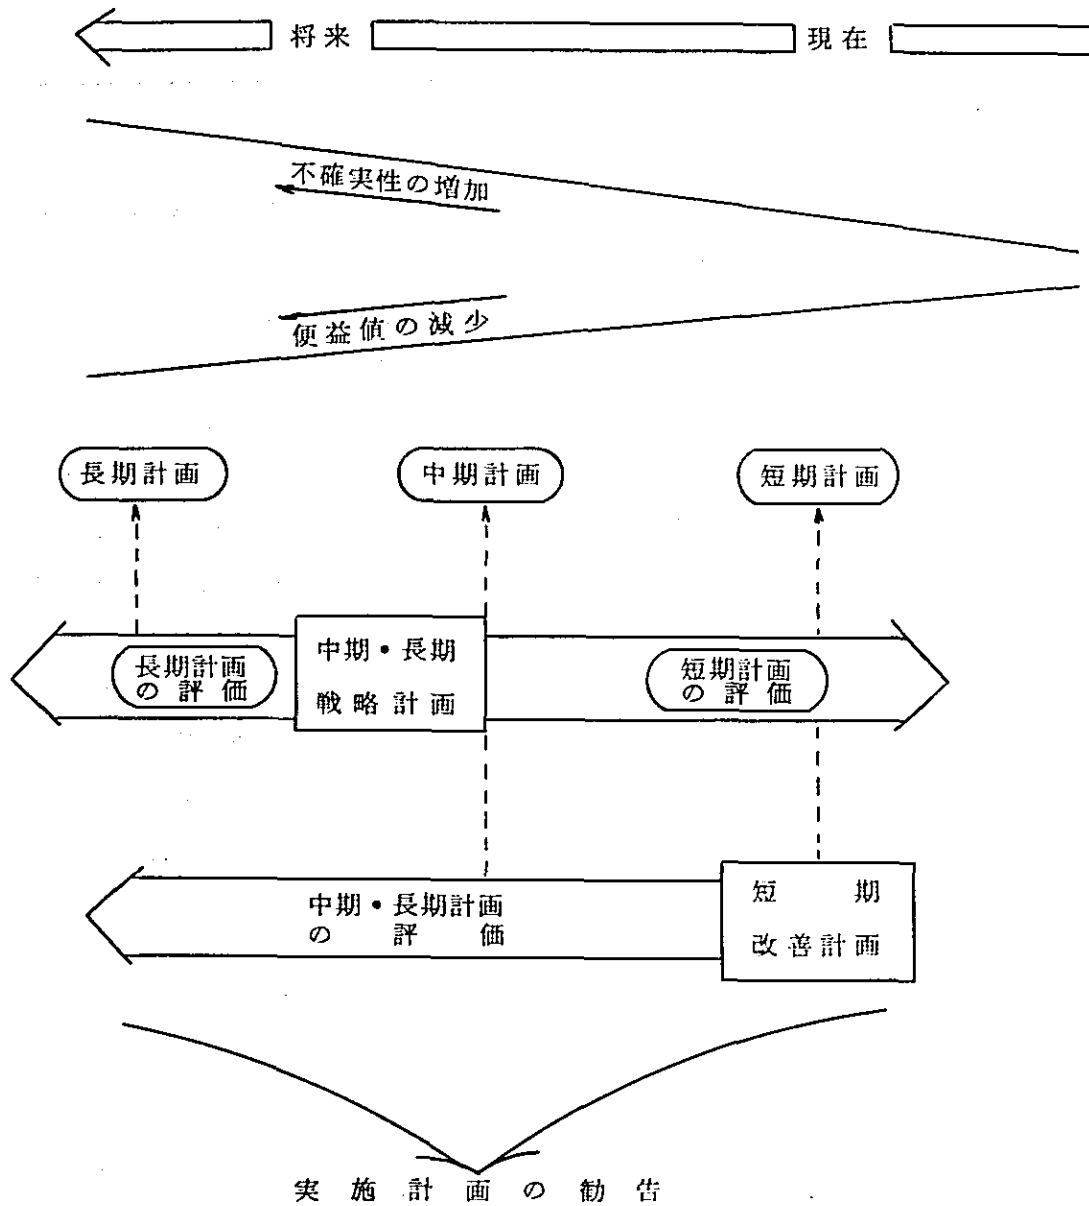 将来
現在
不確実性の増加
便益値の減少
長期計画
中期計画
短期計画
長期計画
の評価
中期・長期
戦略計画
短期計画
の評価
中期・長期計画
の評価
短期
改善計画
実施計画の勧告